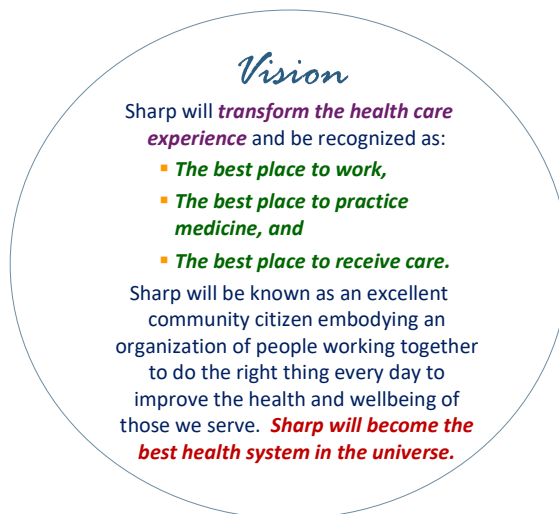 Vision
Sharp will transform the health care
experience and be recognized as:
▪ The best place to work,
▪ The best place to practice
medicine, and
▪ The best place to receive care.
Sharp will be known as an excellent
community citizen embodying an
organization of people working together
to do the right thing every day to
improve the health and wellbeing of
those we serve.  Sharp will become the
best health system in the universe.